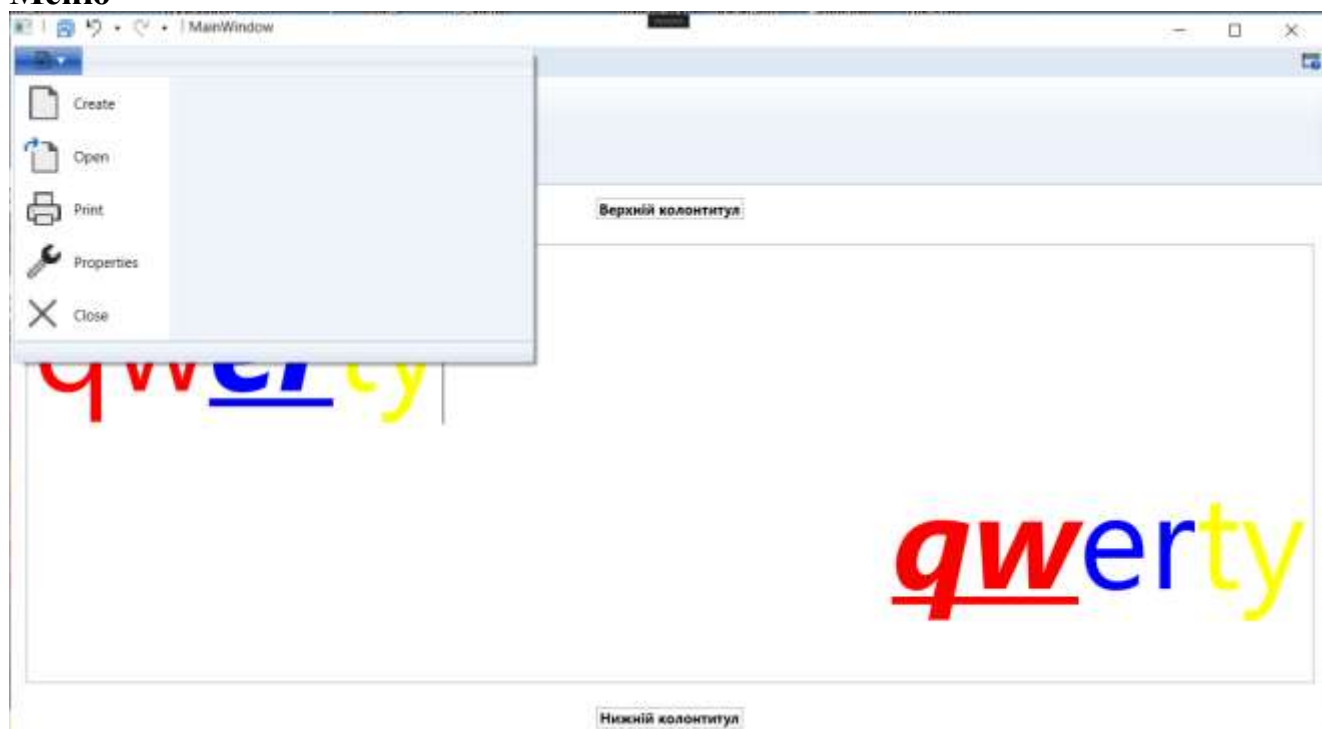 Меню
MainWindow
Create
Open
Print
Properties
Close
Верхній колонтитул
qwerty
qwerty
Нижній колонтитул